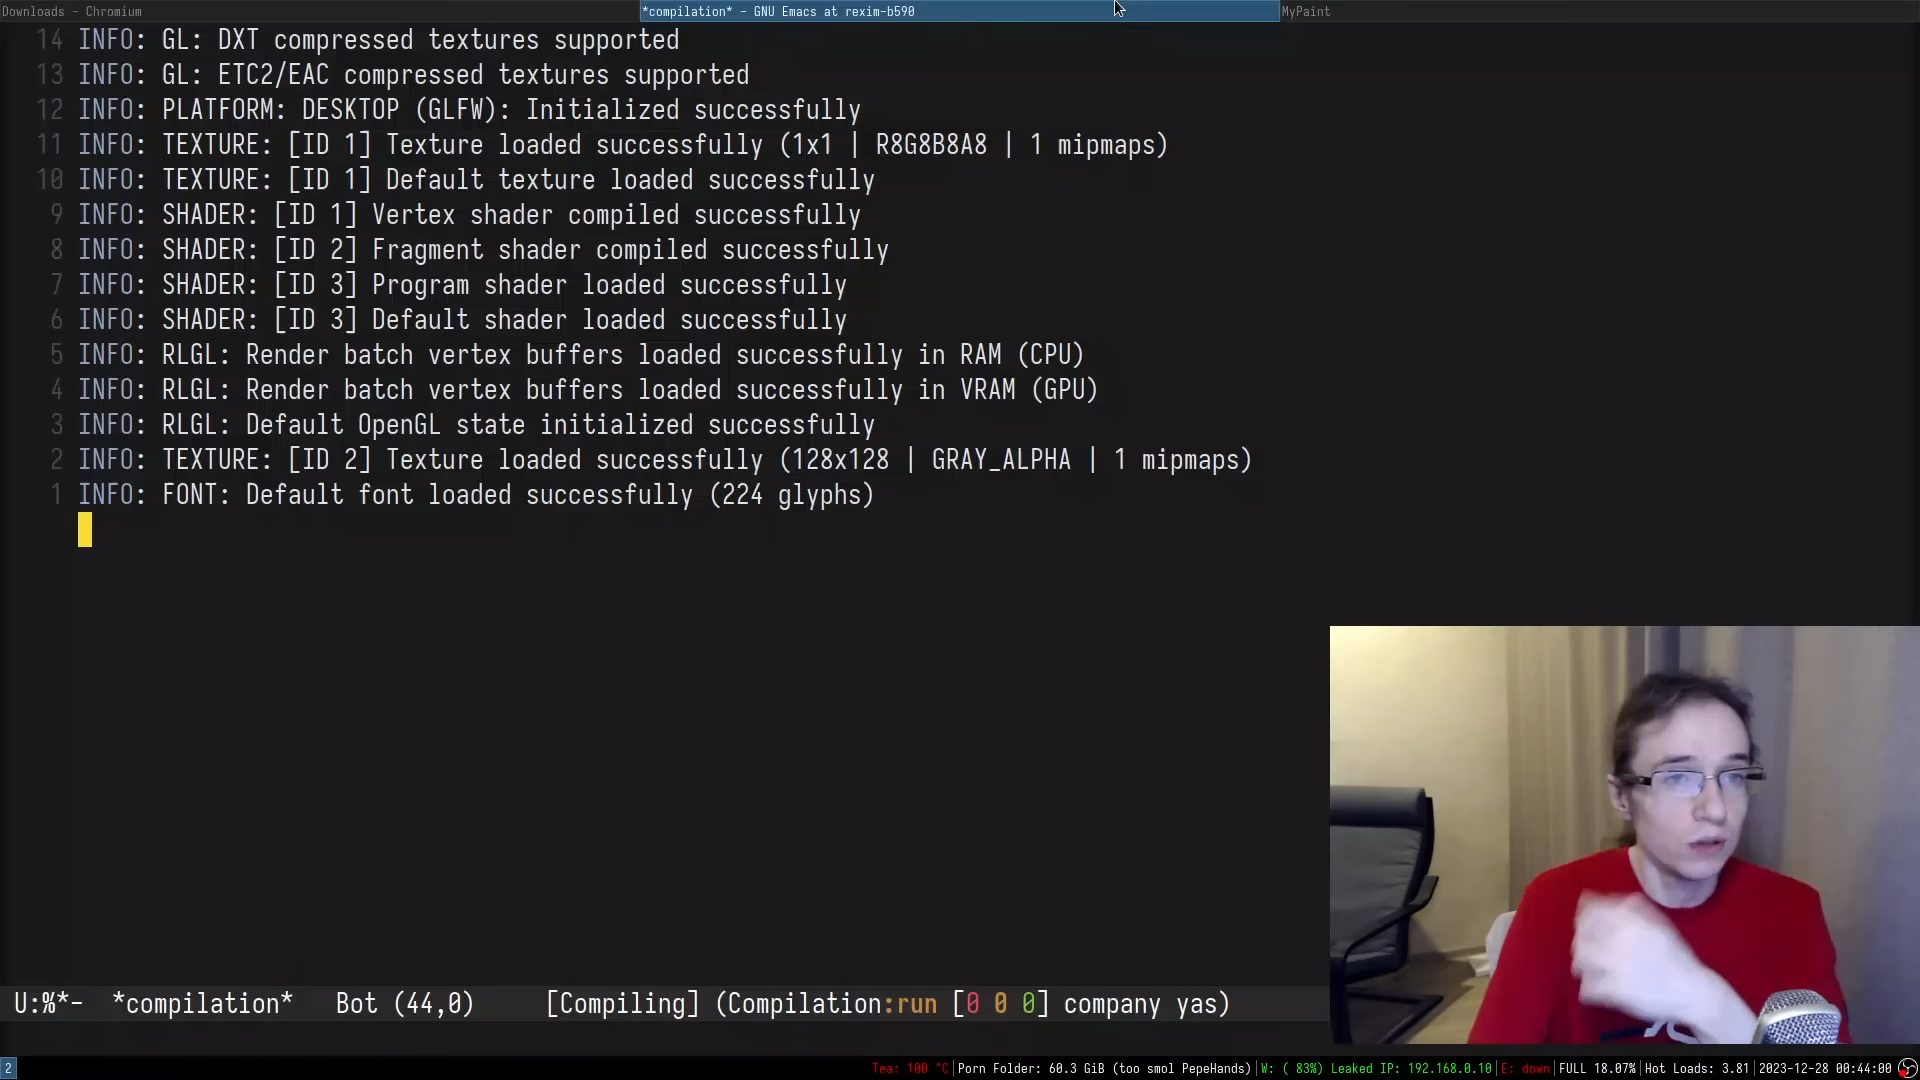 Downloads - Chromium
*compilation* - GNU Emacs at rexim-b590
MyPaint
14 INFO: GL: DXT compressed textures supported
13 INFO: GL: ETC2/EAC compressed textures supported
12 INFO: PLATFORM: DESKTOP (GLFW): Initialized successfully
11 INFO: TEXTURE: [ID 1] Texture loaded successfully (1x1 | R8G8B8A8 | 1 mipmaps)
10 INFO: TEXTURE: [ID 1] Default texture loaded successfully
9 INFO: SHADER: [ID 1] Vertex shader compiled successfully
8 INFO: SHADER: [ID 2] Fragment shader compiled successfully
7 INFO: SHADER: [ID 3] Program shader loaded successfully
6 INFO: SHADER: [ID 3] Default shader loaded successfully
5 INFO: RLGL: Render batch vertex buffers loaded successfully in RAM (CPU)
4 INFO: RLGL: Render batch vertex buffers loaded successfully in VRAM (GPU)
3 INFO: RLGL: Default OpenGL state initialized successfully
2 INFO: TEXTURE: [ID 2] Texture loaded successfully (128x128 | GRAY_ALPHA | 1 mipmaps)
1 INFO: FONT: Default font loaded successfully (224 glyphs)
U:%*- *compilation* Bot (44,0) [Compiling] (Compilation:run [0 0 0] company yas)
2
Tea: 100 °C|Porn Folder: 60.3 GiB (too smol PepeHands)|W: ( 83%) Leaked IP: 192.168.0.10|E: down|FULL 18.07%|Hot Loads: 3.81|2023-12-28 00:44:00